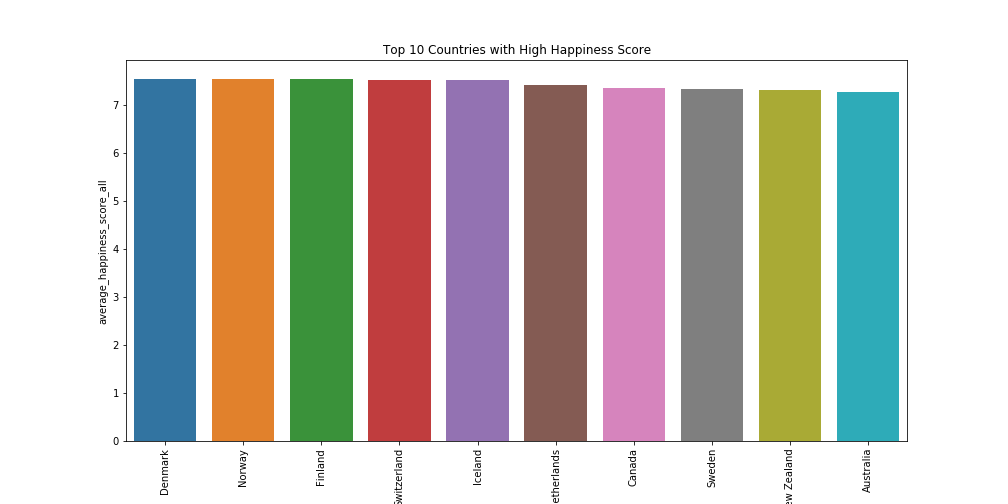 Top 10 Countries with High Happiness Score
average_happiness_score_all
7
6
5
4
3
2
1
0
Denmark
Norway
Finland
Switzerland
Iceland
etherlands
Canada
Sweden
ew Zealand
Australia